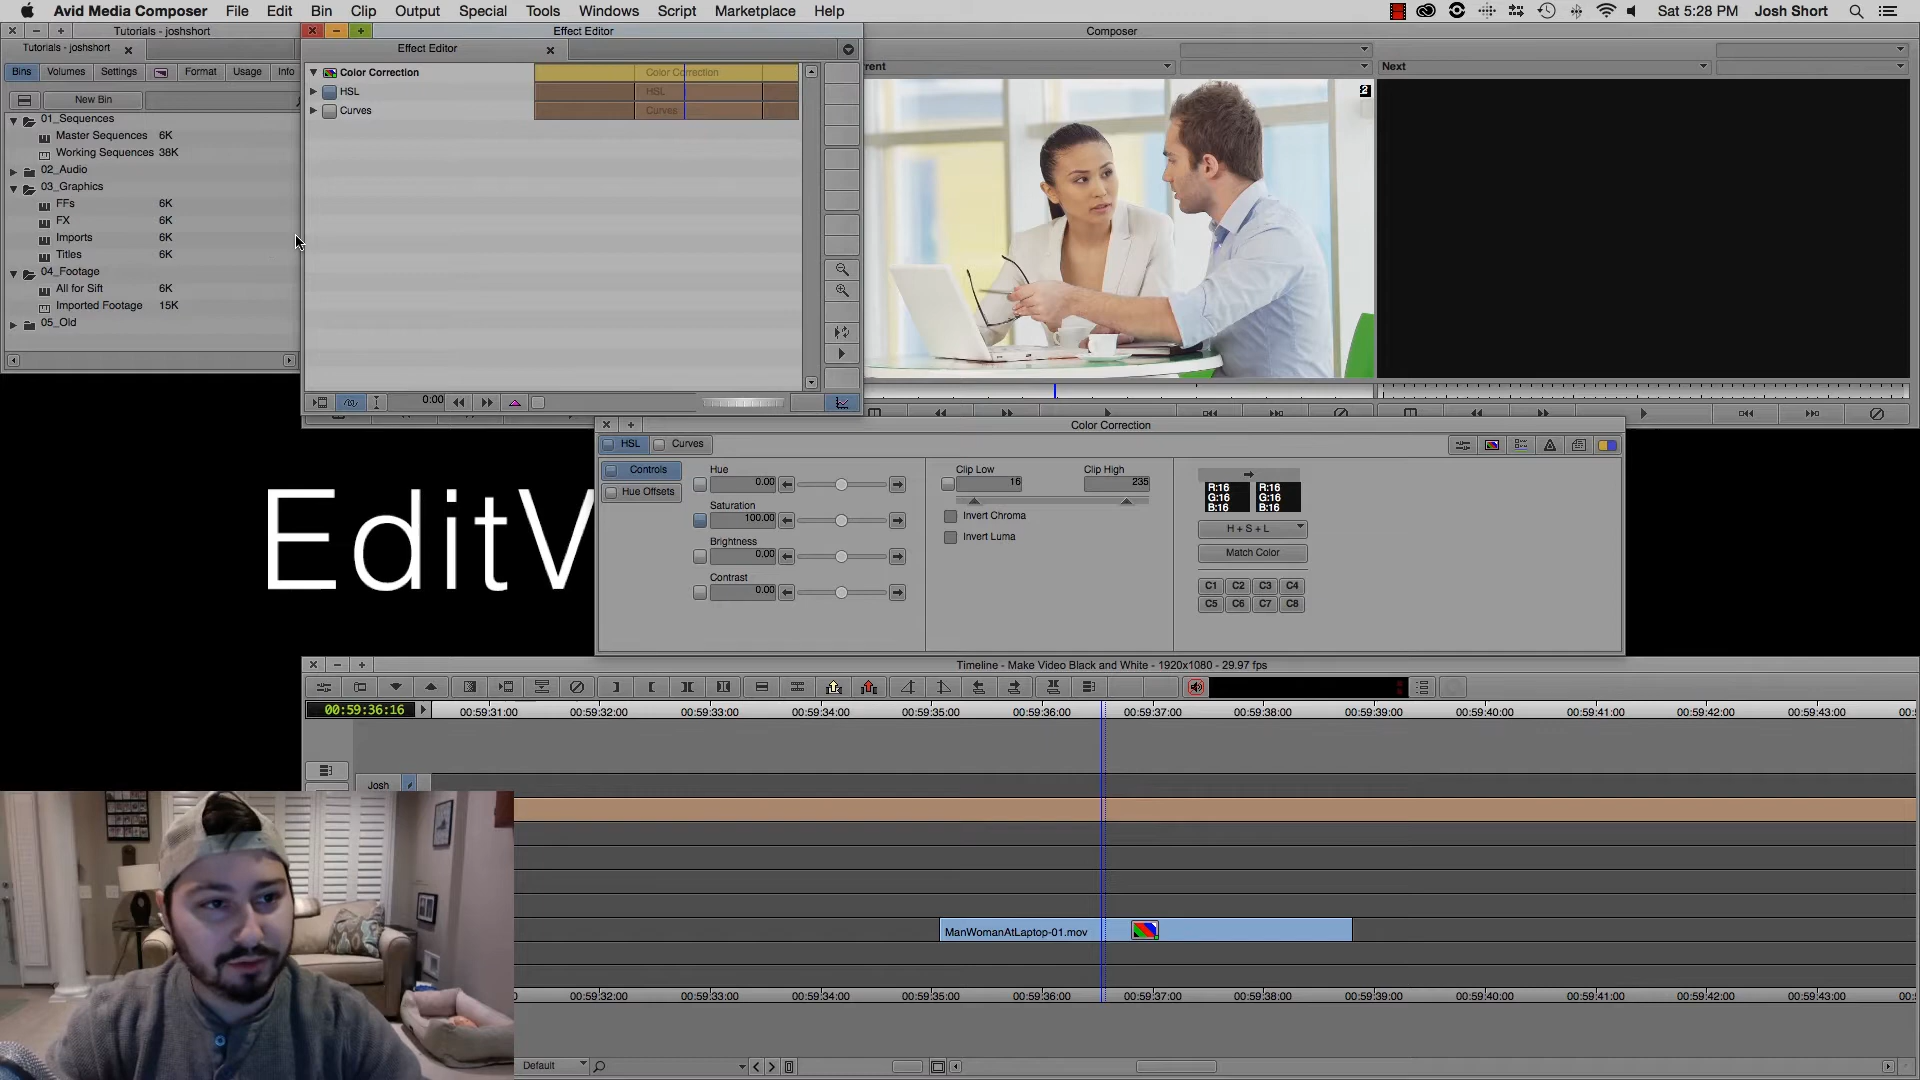 Avid Media Composer File Edit Bin Clip Output Special Tools Windows Script Marketplace Help Sat 5:28 PM Josh Short
Tutorials - joshshort
Tutorials - joshshort
Bins Volumes Settings Format Usage Info
New Bin
01_Sequences
Master Sequences 6K
Working Sequences 38K
02_Audio
03_Graphics
FFs 6K
FX 6K
Imports 6K
Titles 6K
04_Footage
All for Sift 6K
Imported Footage 15K
05_Old
Effect Editor
Effect Editor
Color Correction Color Correction
HSL HSL
Curves Curves
0:00
Composer
rent Next
2
EditV
Color Correction
HSL Curves
Controls
Hue Offsets
Hue
0.00
Saturation
100.00
Brightness
0.00
Contrast
0.00
Clip Low Clip High
16 235
Invert Chroma
Invert Luma
R:16 R:16
G:16 G:16
B:16 B:16
H + S + L
Match Color
C1 C2 C3 C4
C5 C6 C7 C8
Timeline - Make Video Black and White - 1920x1080 - 29.97 fps
00:59:36:16 00:59:31:00 00:59:32:00 00:59:33:00 00:59:34:00 00:59:35:00 00:59:36:00 00:59:37:00 00:59:38:00 00:59:39:00 00:59:40:00 00:59:41:00 00:59:42:00 00:59:43:00 00:
Josh
ManWomanAtLaptop-01.mov
0 00:59:32:00 00:59:33:00 00:59:34:00 00:59:35:00 00:59:36:00 00:59:37:00 00:59:38:00 00:59:39:00 00:59:40:00 00:59:41:00 00:59:42:00 00:59:43:00 00:
Default